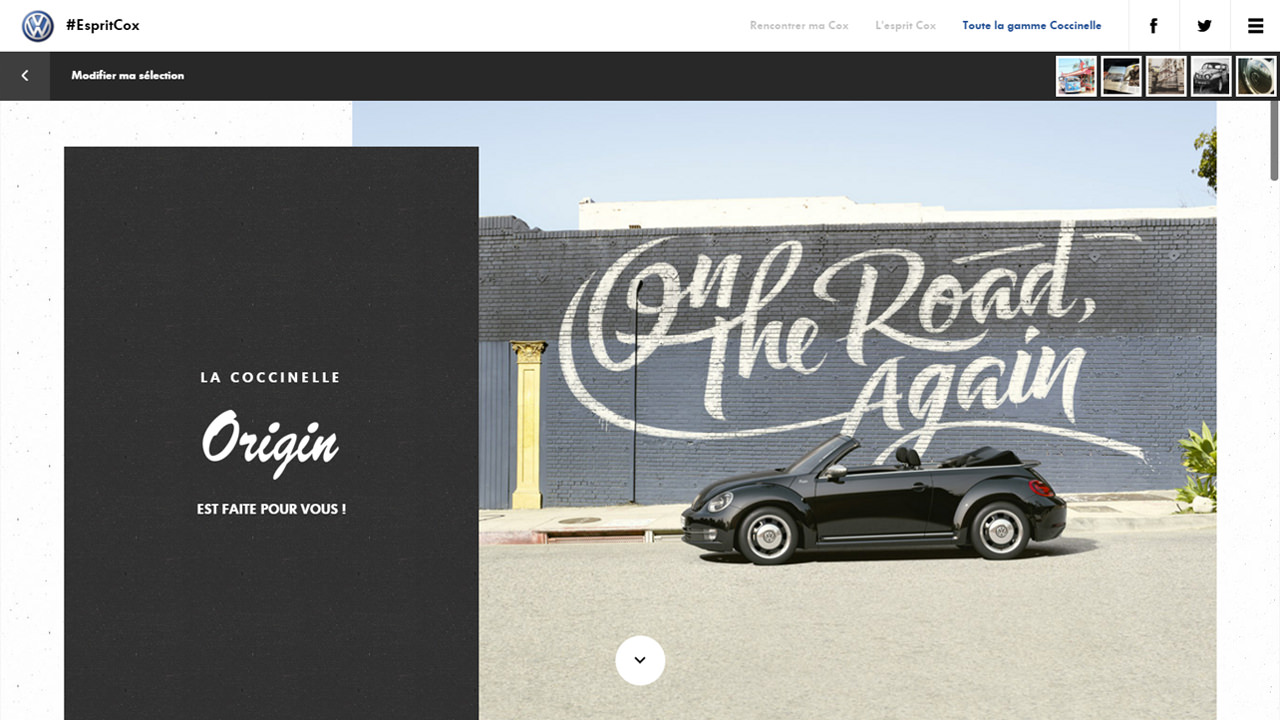 #EspritCox
Rencontrer ma Cox
L'esprit Cox
Toute la gamme Coccinelle
Modifier ma sélection
LA COCCINELLE
Origin
EST FAITE POUR VOUS !
On the Road,
Again